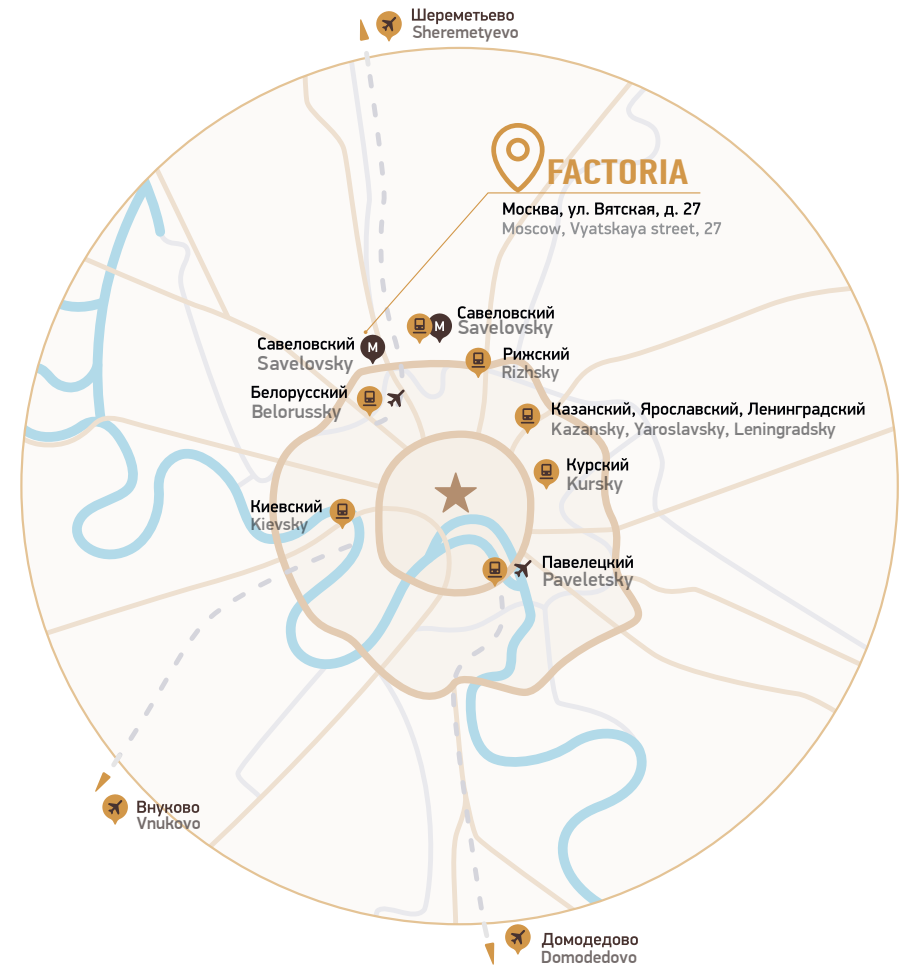 Шереметьево
Sheremetyevo
FACTORIA
Москва, ул. Вятская, д. 27
Moscow, Vyatskaya street, 27
Савеловский
Savelovsky
M
Савеловский
Savelovsky
M
Рижский
Rizhsky
Белорусский
Belorussky
Казанский, Ярославский, Ленинградский
Kazansky, Yaroslavsky, Leningradsky
Курский
Kursky
Киевский
Kievsky
Павелецкий
Paveletsky
Внуково
Vnukovo
Домодедово
Domodedovo